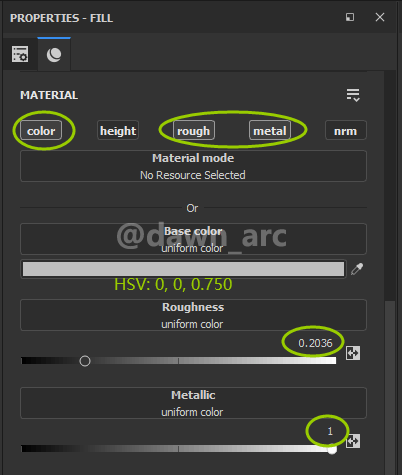 PROPERTIES - FILL
MATERIAL
color height rough metal nrm
Material mode
No Resource Selected
Or
Base color
uniform color
@dawn_arc
HSV: 0, 0, 0.750
Roughness
uniform color
0.2036
Metallic
uniform color
1